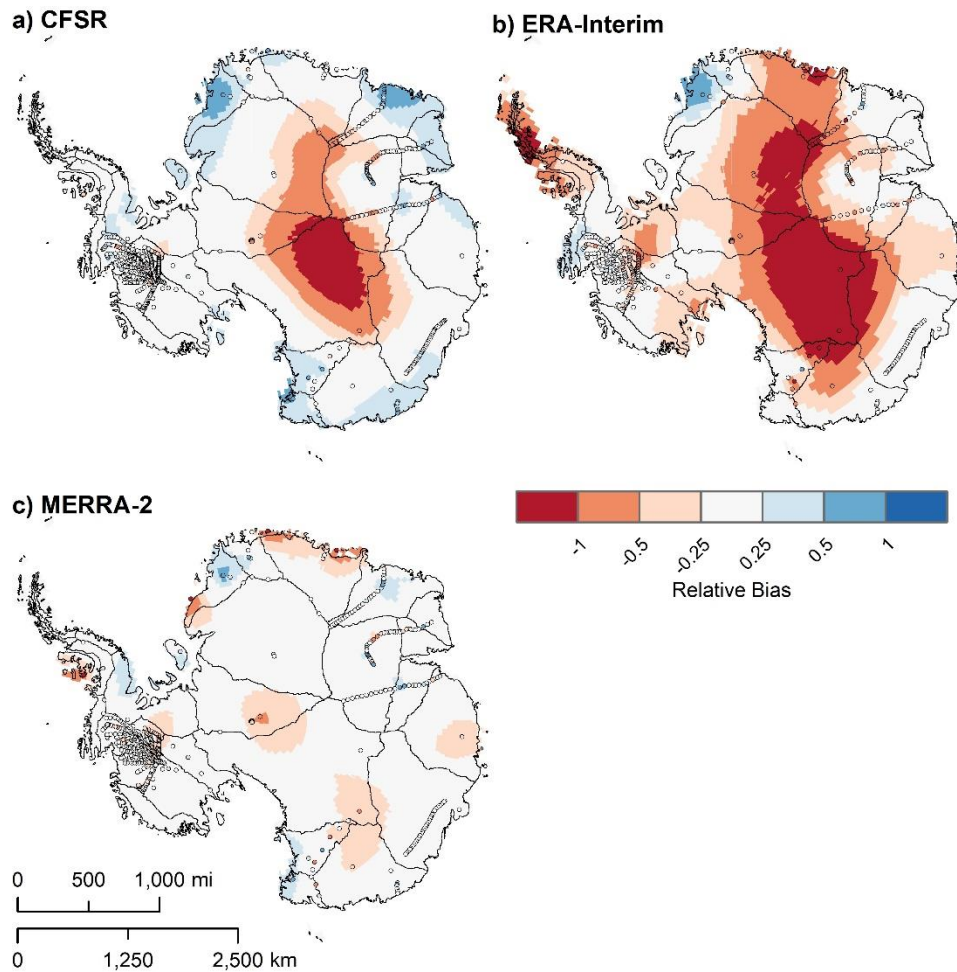 a) CFSR
b) ERA-Interim
c) MERRA-2
-1
-0.5
-0.25
0.25
0.5
1
Relative Bias
0 500 1,000 mi
0 1,250 2,500 km